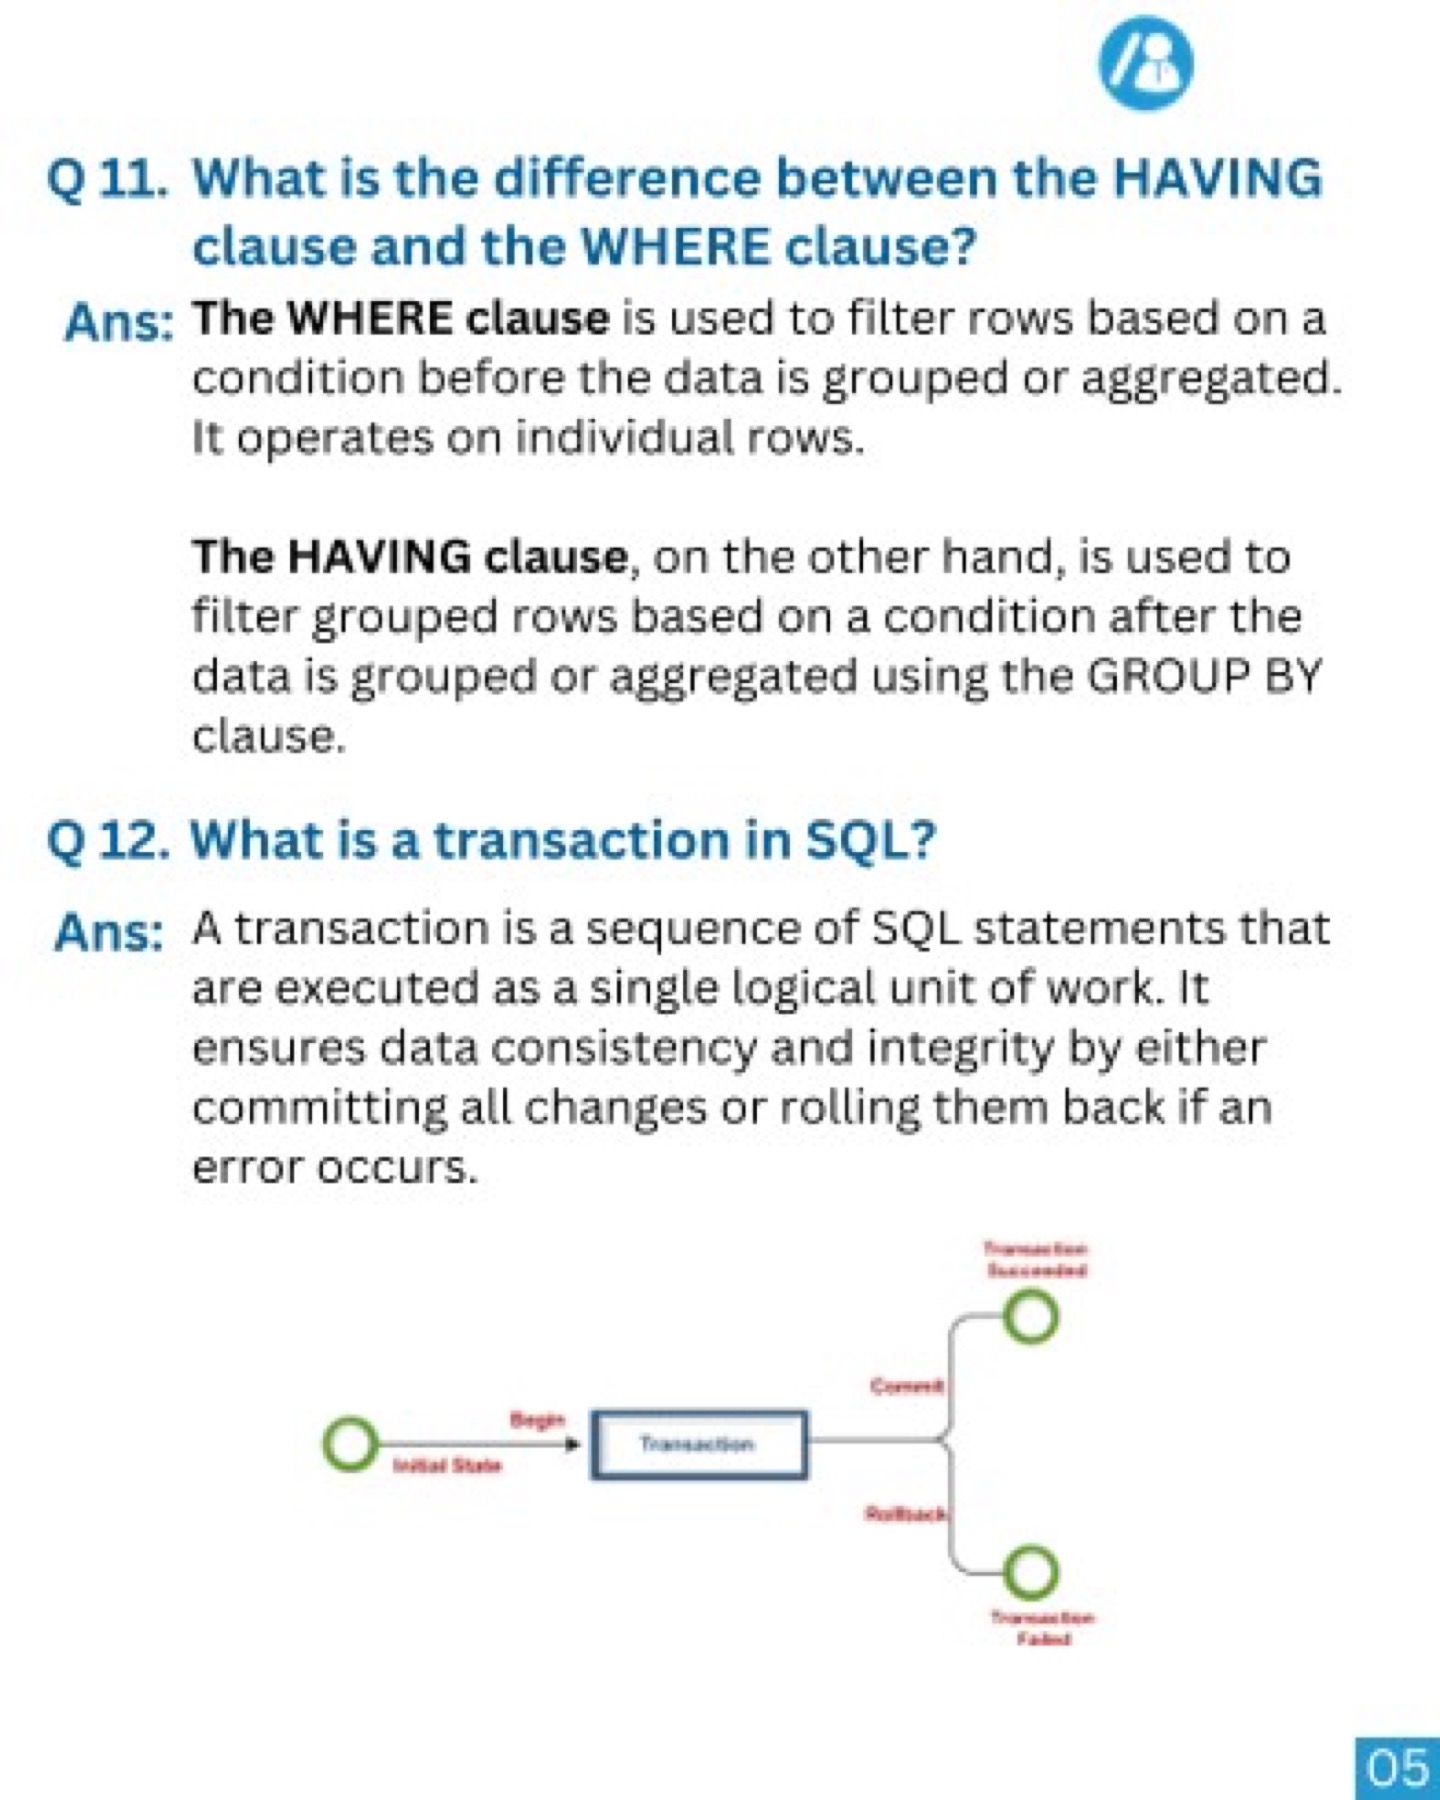 Q 11. What is the difference between the HAVING
clause and the WHERE clause?
Ans: The WHERE clause is used to filter rows based on a
condition before the data is grouped or aggregated.
It operates on individual rows.
The HAVING clause, on the other hand, is used to
filter grouped rows based on a condition after the
data is grouped or aggregated using the GROUP BY
clause.
Q 12. What is a transaction in SQL?
Ans: A transaction is a sequence of SQL statements that
are executed as a single logical unit of work. It
ensures data consistency and integrity by either
committing all changes or rolling them back if an
error occurs.
Transaction
Succeeded
Commit
Begin
Transaction
Initial State
Rollback
Transaction
Failed
05